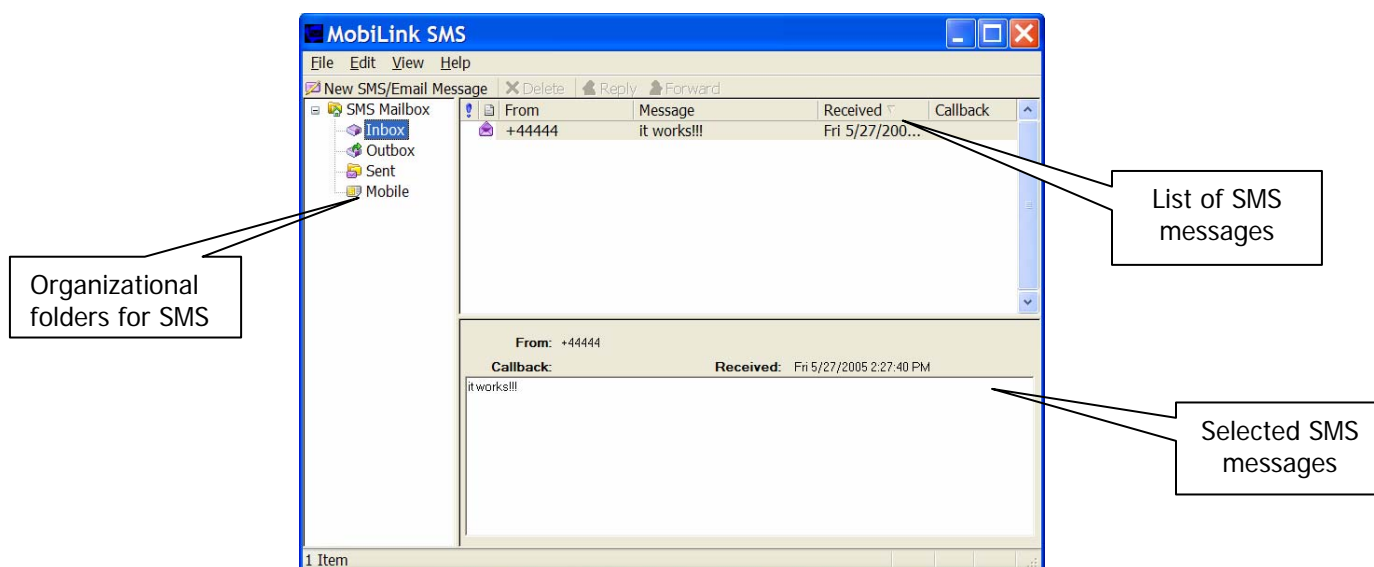 MobiLink SMS
File Edit View Help
New SMS/Email Message Delete Reply Forward
SMS Mailbox
Inbox
Outbox
Sent
Mobile
From Message Received Callback
+44444 it works!!! Fri 5/27/200...
List of SMS
messages
Organizational
folders for SMS
From: +44444
Callback: Received: Fri 5/27/2005 2:27:40 PM
it works!!!
Selected SMS
messages
1 Item